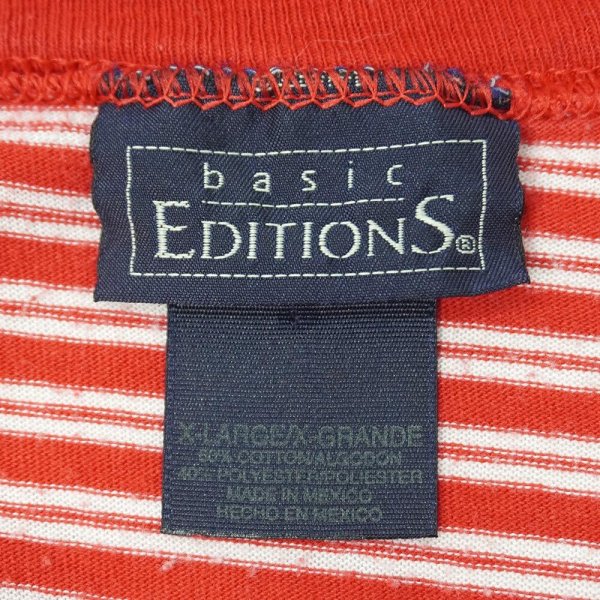 basic
EDITIONS®
X-LARGE/X-GRANDE
60% COTTON/ALGODON
40% POLYESTER/POLIESTER
MADE IN MEXICO
HECHO EN MEXICO